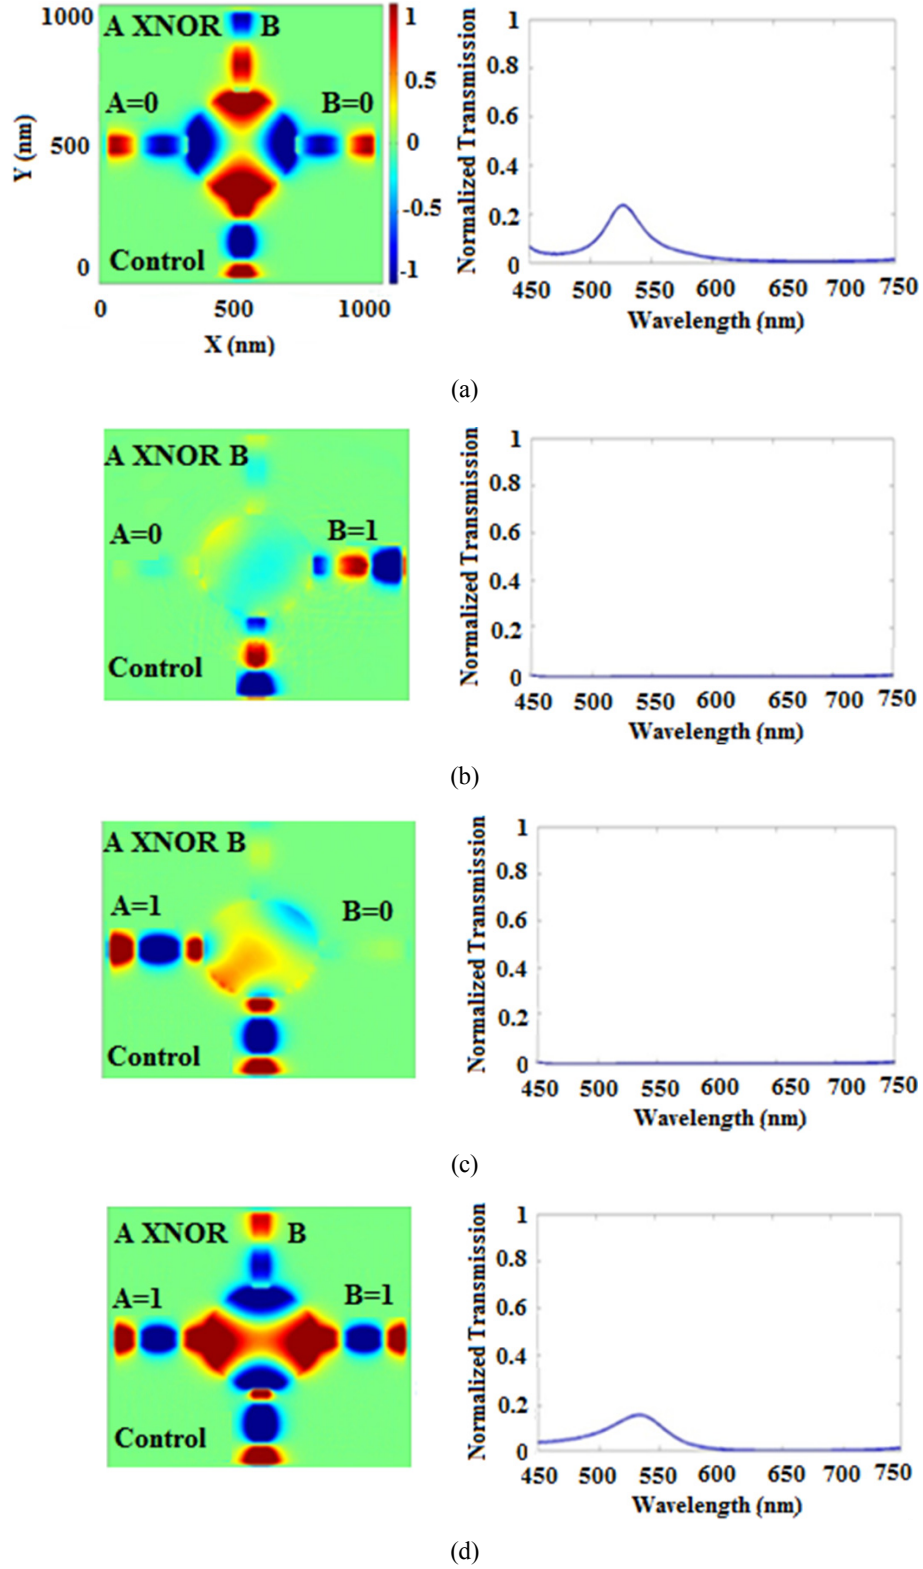 A XNOR B
A=0 B=0
Control
1000
500
0
Y (nm)
0 500 1000
X (nm)
1
0.5
0
-0.5
-1
Normalized Transmission
1
0.8
0.6
0.4
0.2
0
450 500 550 600 650 700 750
Wavelength (nm)
(a)
A XNOR B
A=0 B=1
Control
Normalized Transmission
1
0.8
0.6
0.4
0.2
0
450 500 550 600 650 700 750
Wavelength (nm)
(b)
A XNOR B
A=1 B=0
Control
Normalized Transmission
1
0.8
0.6
0.4
0.2
0
450 500 550 600 650 700 750
Wavelength (nm)
(c)
A XNOR B
A=1 B=1
Control
Normalized Transmission
1
0.8
0.6
0.4
0.2
0
450 500 550 600 650 700 750
Wavelength (nm)
(d)